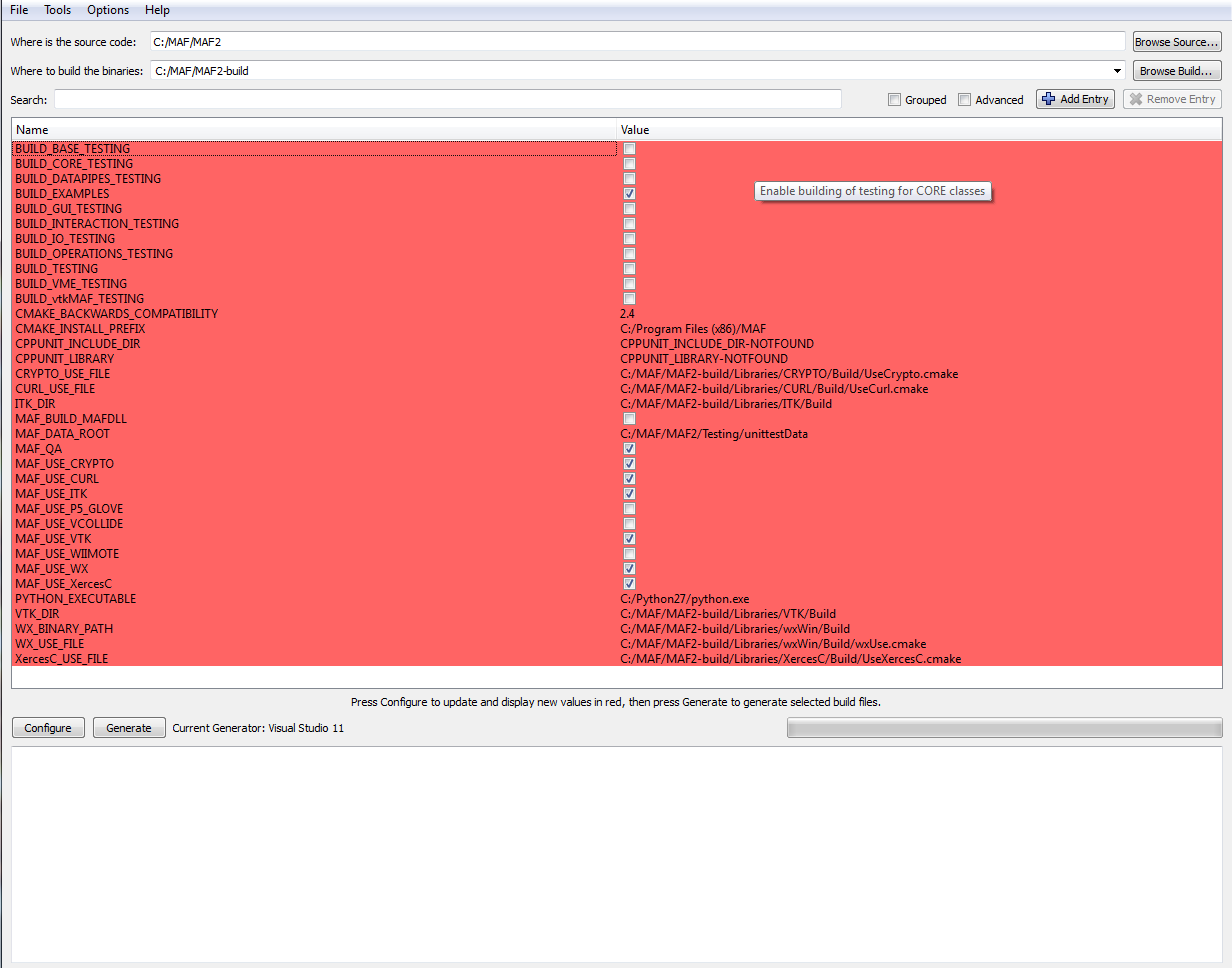 File Tools Options Help
Where is the source code: C:/MAF/MAF2 Browse Source...
Where to build the binaries: C:/MAF/MAF2-build Browse Build...
Search: Grouped Advanced Add Entry Remove Entry
Name Value
BUILD_BASE_TESTING
BUILD_CORE_TESTING
BUILD_DATAPIPES_TESTING
BUILD_EXAMPLES Enable building of testing for CORE classes
BUILD_GUI_TESTING
BUILD_INTERACTION_TESTING
BUILD_IO_TESTING
BUILD_OPERATIONS_TESTING
BUILD_TESTING
BUILD_VME_TESTING
BUILD_vtkMAF_TESTING
CMAKE_BACKWARDS_COMPATIBILITY 2.4
CMAKE_INSTALL_PREFIX C:/Program Files (x86)/MAF
CPPUNIT_INCLUDE_DIR CPPUNIT_INCLUDE_DIR-NOTFOUND
CPPUNIT_LIBRARY CPPUNIT_LIBRARY-NOTFOUND
CRYPTO_USE_FILE C:/MAF/MAF2-build/Libraries/CRYPTO/Build/UseCrypto.cmake
CURL_USE_FILE C:/MAF/MAF2-build/Libraries/CURL/Build/UseCurl.cmake
ITK_DIR C:/MAF/MAF2-build/Libraries/ITK/Build
MAF_BUILD_MAFDLL
MAF_DATA_ROOT C:/MAF/MAF2/Testing/unittestData
MAF_QA
MAF_USE_CRYPTO
MAF_USE_CURL
MAF_USE_ITK
MAF_USE_P5_GLOVE
MAF_USE_VCOLLIDE
MAF_USE_VTK
MAF_USE_WIIMOTE
MAF_USE_WX
MAF_USE_XercesC
PYTHON_EXECUTABLE C:/Python27/python.exe
VTK_DIR C:/MAF/MAF2-build/Libraries/VTK/Build
WX_BINARY_PATH C:/MAF/MAF2-build/Libraries/wxWin/Build
WX_USE_FILE C:/MAF/MAF2-build/Libraries/wxWin/Build/wxUse.cmake
XercesC_USE_FILE C:/MAF/MAF2-build/Libraries/XercesC/Build/UseXercesC.cmake
Press Configure to update and display new values in red, then press Generate to generate selected build files.
Configure Generate Current Generator: Visual Studio 11